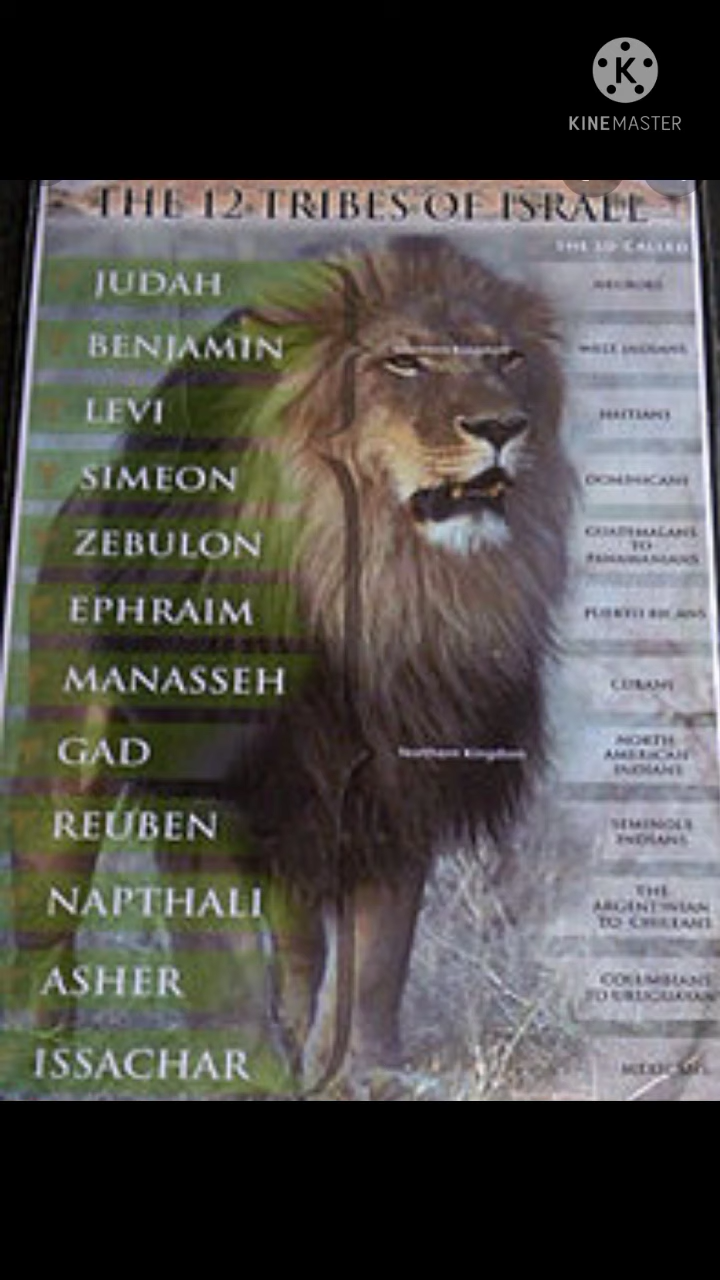 K
KINEMASTER
THE 12 TRIBES OF ISRAEL
THE SO-CALLED
JUDAH
NEGROES
BENJAMIN
WEST INDIANS
LEVI
HAITIANS
SIMEON
DOMINICANS
ZEBULON
GUATEMALANS
TO
PANAMANIANS
EPHRAIM
PUERTO RICANS
MANASSEH
CUBANS
GAD
Northern Kingdom
NORTH
AMERICAN
INDIANS
REUBEN
SEMINOLE
INDIANS
NAPTHALI
THE
ARGENTINIAN
TO CHILEANS
ASHER
COLUMBIANS
TO URUGUAYAN
ISSACHAR
MEXICANS